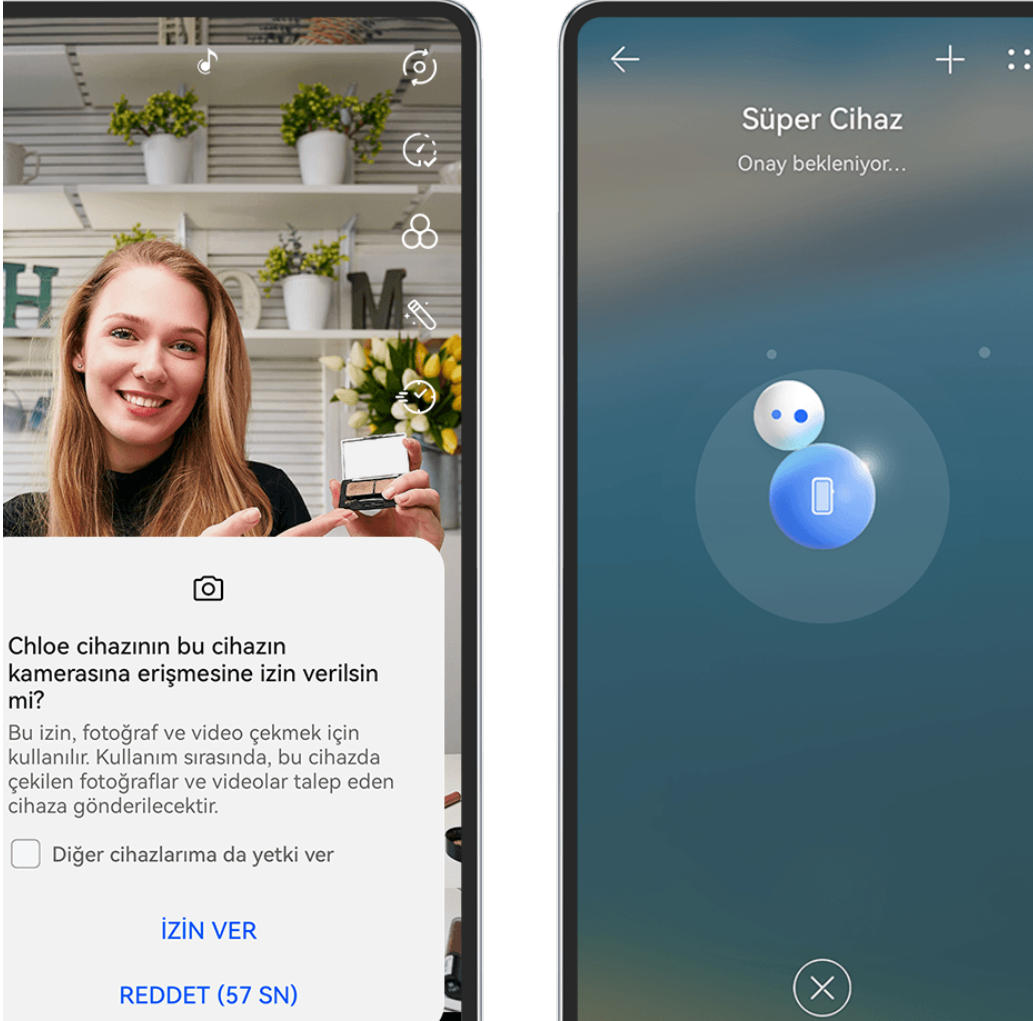 H M
Chloe cihazının bu cihazın
kamerasına erişmesine izin verilsin
mi?
Bu izin, fotoğraf ve video çekmek için
kullanılır. Kullanım sırasında, bu cihazda
çekilen fotoğraflar ve videolar talep eden
cihaza gönderilecektir.
Diğer cihazlarıma da yetki ver
İZİN VER
REDDET (57 SN)
Süper Cihaz
Onay bekleniyor...